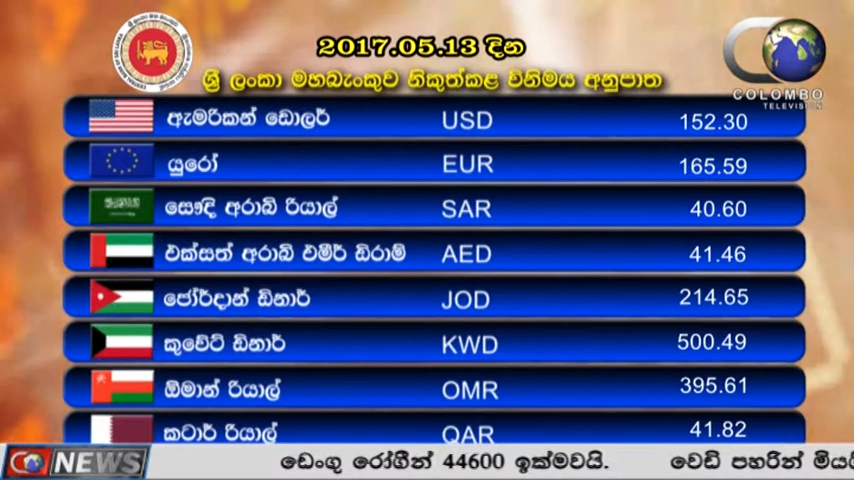 2017.05.13 දින
ශ්‍රී ලංකා මහබැංකුව නිකුත්කළ විනිමය අනුපාත
COLOMBO
TELEVISION
ඇමරිකන් ඩොලර් USD 152.30
යුරෝ EUR 165.59
සෞදි අරාබි රියාල් SAR 40.60
එක්සත් අරාබි එමීර් ඩිරාම් AED 41.46
ජෝර්දාන් ඩිනාර් JOD 214.65
කුවේට් ඩිනාර් KWD 500.49
ඕමාන් රියාල් OMR 395.61
කටාර් රියාල් QAR 41.82
NEWS ඩෙංගු රෝගීන් 44600 ඉක්මවයි. වෙඩි පහරින්